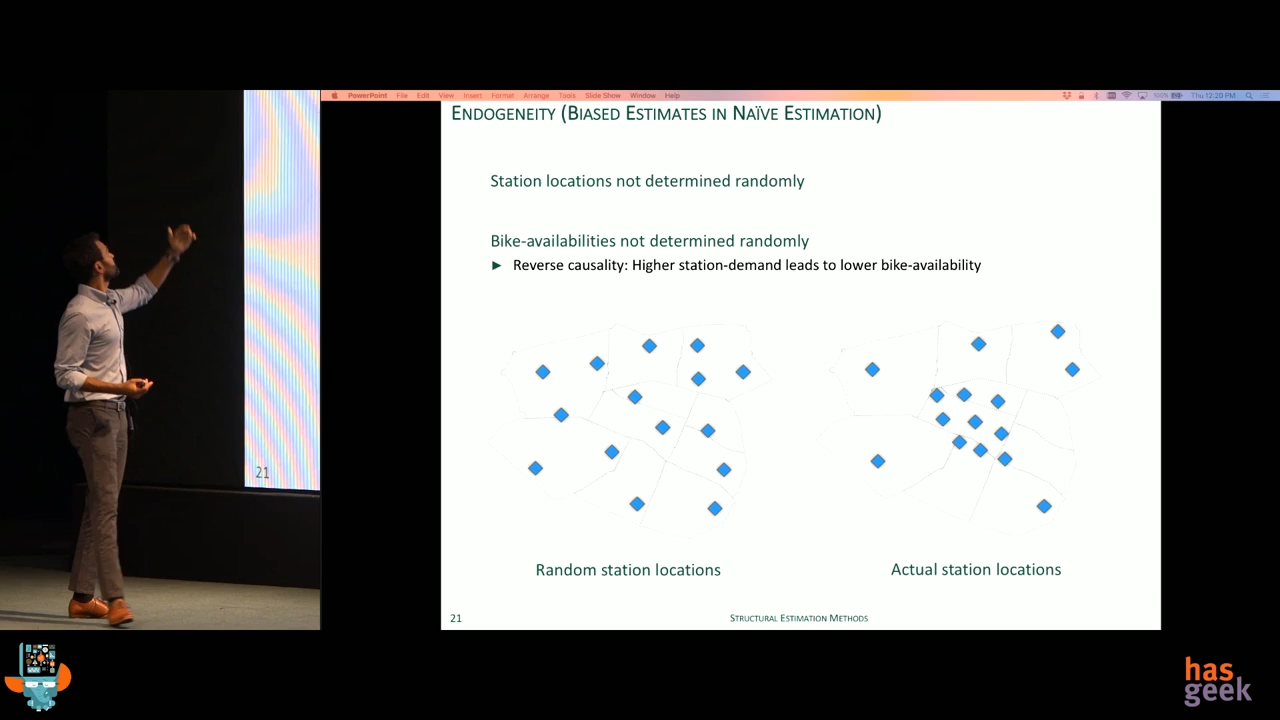 PowerPoint File Edit View Insert Format Arrange Tools Slide Show Window Help 100% Thu 12:20 PM
Endogeneity (Biased Estimates in Naïve Estimation)
Station locations not determined randomly
Bike-availabilities not determined randomly
► Reverse causality: Higher station-demand leads to lower bike-availability
Random station locations
Actual station locations
21
Structural Estimation Methods
21
has
geek